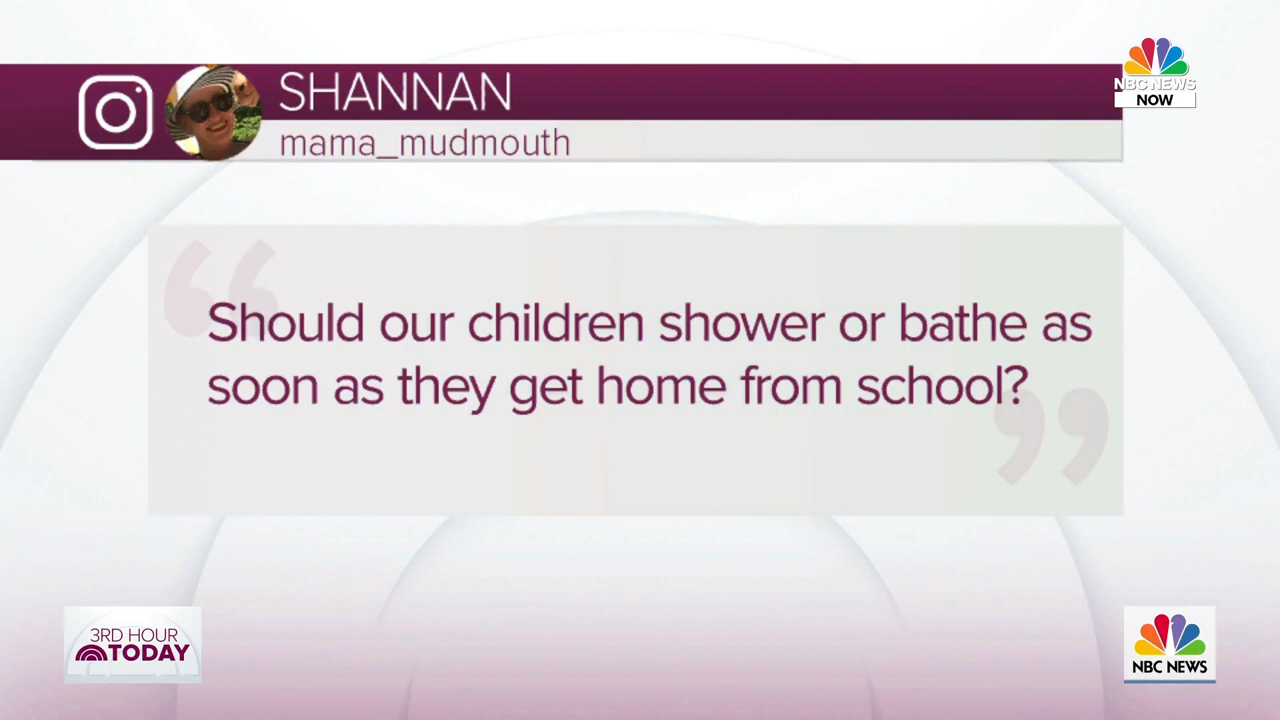 SHANNAN
mama_mudmouth
NBC NEWS
NOW
“Should our children shower or bathe as
soon as they get home from school?”
3RD HOUR
TODAY
NBC NEWS